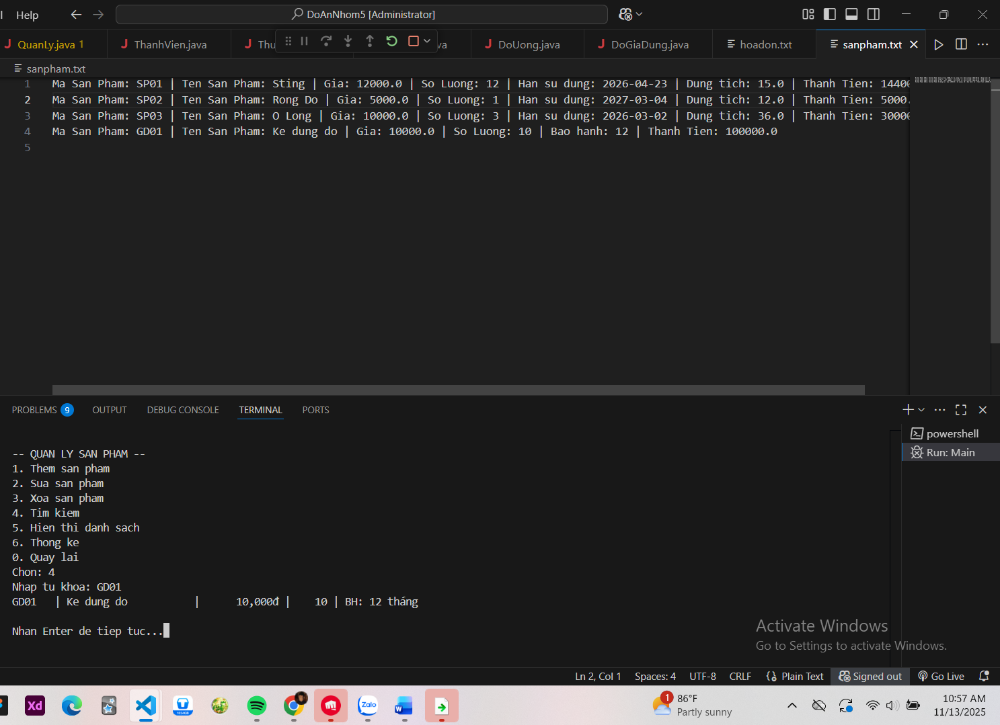 Help
DoAnNhom5 [Administrator]
QuanLy.java 1
ThanhVien.java
Thu
va
DoUong.java
DoGiaDung.java
hoadon.txt
sanpham.txt
sanpham.txt
1 Ma San Pham: SP01 | Ten San Pham: Sting | Gia: 12000.0 | So Luong: 12 | Han su dung: 2026-04-23 | Dung tich: 15.0 | Thanh Tien: 14400
2 Ma San Pham: SP02 | Ten San Pham: Rong Do | Gia: 5000.0 | So Luong: 1 | Han su dung: 2027-03-04 | Dung tich: 12.0 | Thanh Tien: 5000.
3 Ma San Pham: SP03 | Ten San Pham: O Long | Gia: 10000.0 | So Luong: 3 | Han su dung: 2026-03-02 | Dung tich: 36.0 | Thanh Tien: 30000
4 Ma San Pham: GD01 | Ten San Pham: Ke dung do | Gia: 10000.0 | So Luong: 10 | Bao hanh: 12 | Thanh Tien: 100000.0
5
PROBLEMS 9 OUTPUT DEBUG CONSOLE TERMINAL PORTS
powershell
Run: Main
-- QUAN LY SAN PHAM --
1. Them san pham
2. Sua san pham
3. Xoa san pham
4. Tim kiem
5. Hien thi danh sach
6. Thong ke
0. Quay lai
Chon: 4
Nhap tu khoa: GD01
GD01 | Ke dung do | 10,000đ | 10 | BH: 12 tháng
Nhan Enter de tiep tuc...
Activate Windows
Go to Settings to activate Windows.
Ln 2, Col 1 Spaces: 4 UTF-8 CRLF Plain Text Signed out Go Live
Xd
Zalo
W
1
86°F
Partly sunny
10:57 AM
11/13/2025